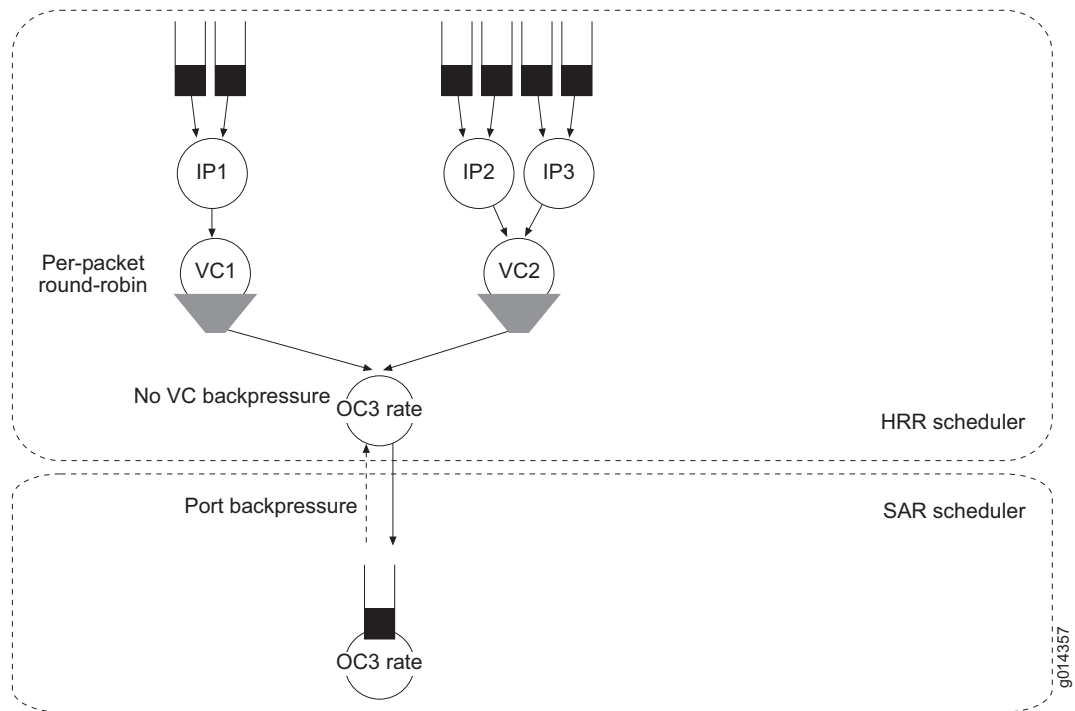 IP1
IP2
IP3
Per-packet
round-robin
VC1
VC2
No VC backpressure
OC3 rate
HRR scheduler
Port backpressure
SAR scheduler
OC3 rate
g014357